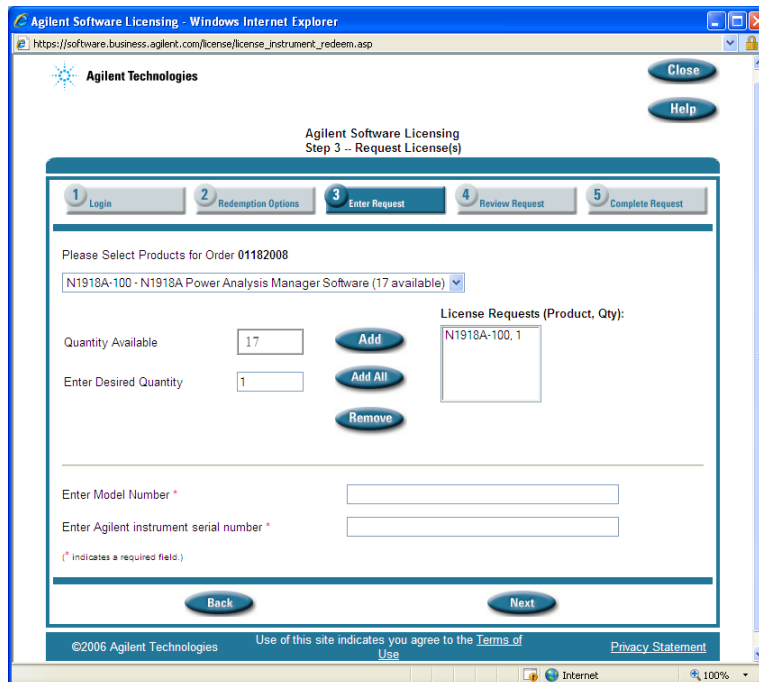 Agilent Software Licensing - Windows Internet Explorer
https://software.business.agilent.com/license/license_instrument_redeem.asp
Agilent Technologies
Close
Help
Agilent Software Licensing
Step 3 -- Request License(s)
1 Login
2 Redemption Options
3 Enter Request
4 Review Request
5 Complete Request
Please Select Products for Order 01182008
N1918A-100 - N1918A Power Analysis Manager Software (17 available)
License Requests (Product, Qty):
Quantity Available 17 Add N1918A-100, 1
Enter Desired Quantity 1 Add All
Remove
Enter Model Number *
Enter Agilent instrument serial number *
(* indicates a required field.)
Back Next
©2006 Agilent Technologies
Use of this site indicates you agree to the Terms of
Use
Privacy Statement
Internet 100%